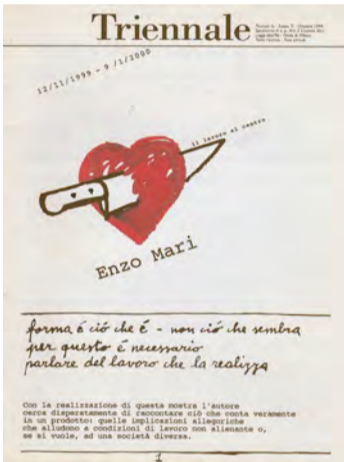 Triennale
12/11/1999 - 9/1/2000
il lavoro al centro
Enzo Mari
forma é ció che é - non ció che sembra
per questo é necessario
parlare del lavoro che la realizza
Con la realizzazione di questa mostra l'autore
cerca disperatamente di raccontare ciò che conta veramente
in un prodotto: quelle implicazioni allegoriche
che alludono a condizioni di lavoro non alienante o,
se si vuole, ad una società diversa.
1